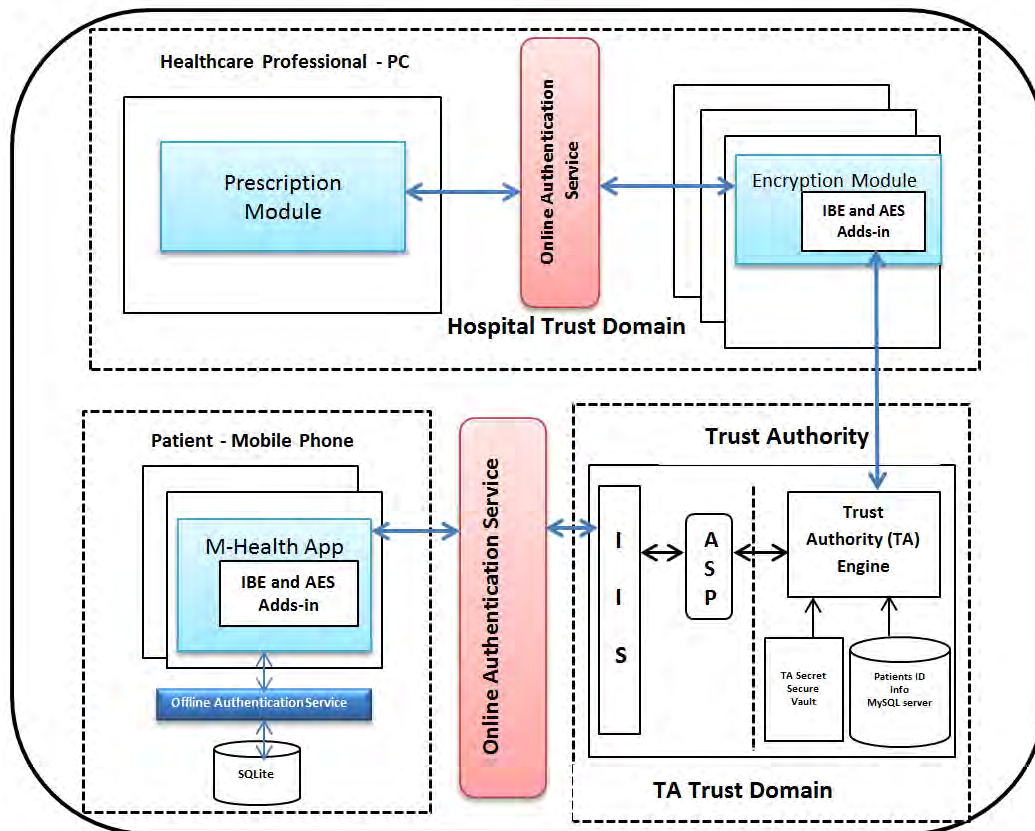 Healthcare Professional - PC
Prescription
Module
Online Authentication
Service
Encryption Module
IBE and AES
Adds-in
Hospital Trust Domain
Patient - Mobile Phone
M-Health App
IBE and AES
Adds-in
Offline Authentication Service
SQLite
Online Authentication Service
Trust Authority
I
I
S
A
S
P
Trust
Authority (TA)
Engine
TA Secret
Secure
Vault
Patients ID
Info
MySQL server
TA Trust Domain